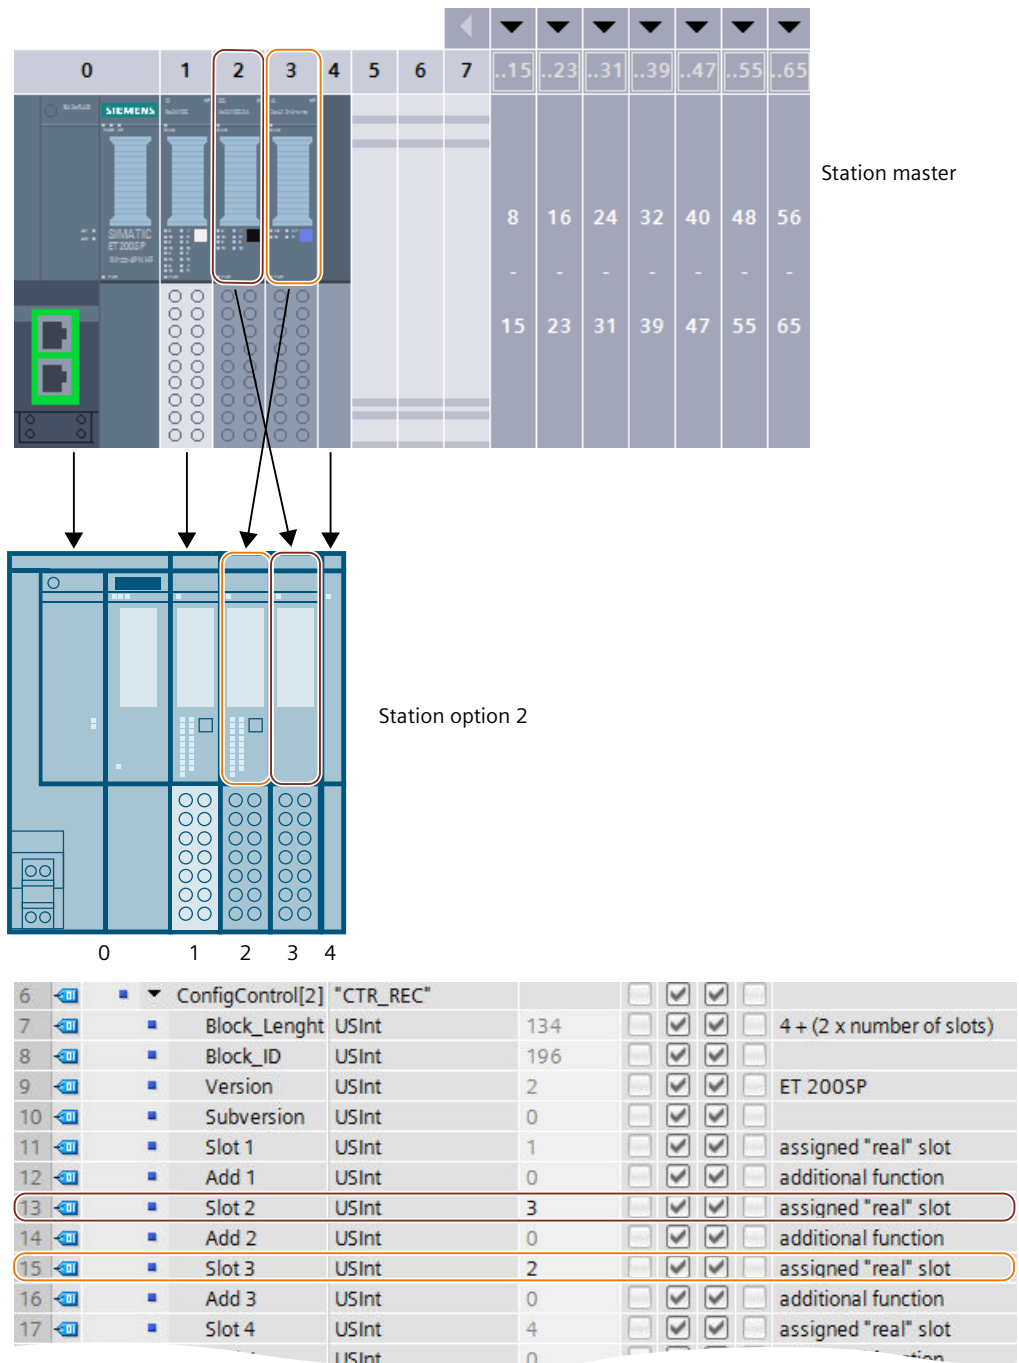 0 1 2 3 4 5 6 7 ..15 ..23 ..31 ..39 ..47 ..55 ..65
SIEMENS
Station master
8 16 24 32 40 48 56
SIMATIC
ET 200SP
- - - - - - -
15 23 31 39 47 55 65
Station option 2
0 1 2 3 4
6 ConfigControl[2] "CTR_REC"
7 Block_Lenght USInt 134 4 + (2 x number of slots)
8 Block_ID USInt 196
9 Version USInt 2 ET 200SP
10 Subversion USInt 0
11 Slot 1 USInt 1 assigned "real" slot
12 Add 1 USInt 0 additional function
13 Slot 2 USInt 3 assigned "real" slot
14 Add 2 USInt 0 additional function
15 Slot 3 USInt 2 assigned "real" slot
16 Add 3 USInt 0 additional function
17 Slot 4 USInt 4 assigned "real" slot
USInt 0